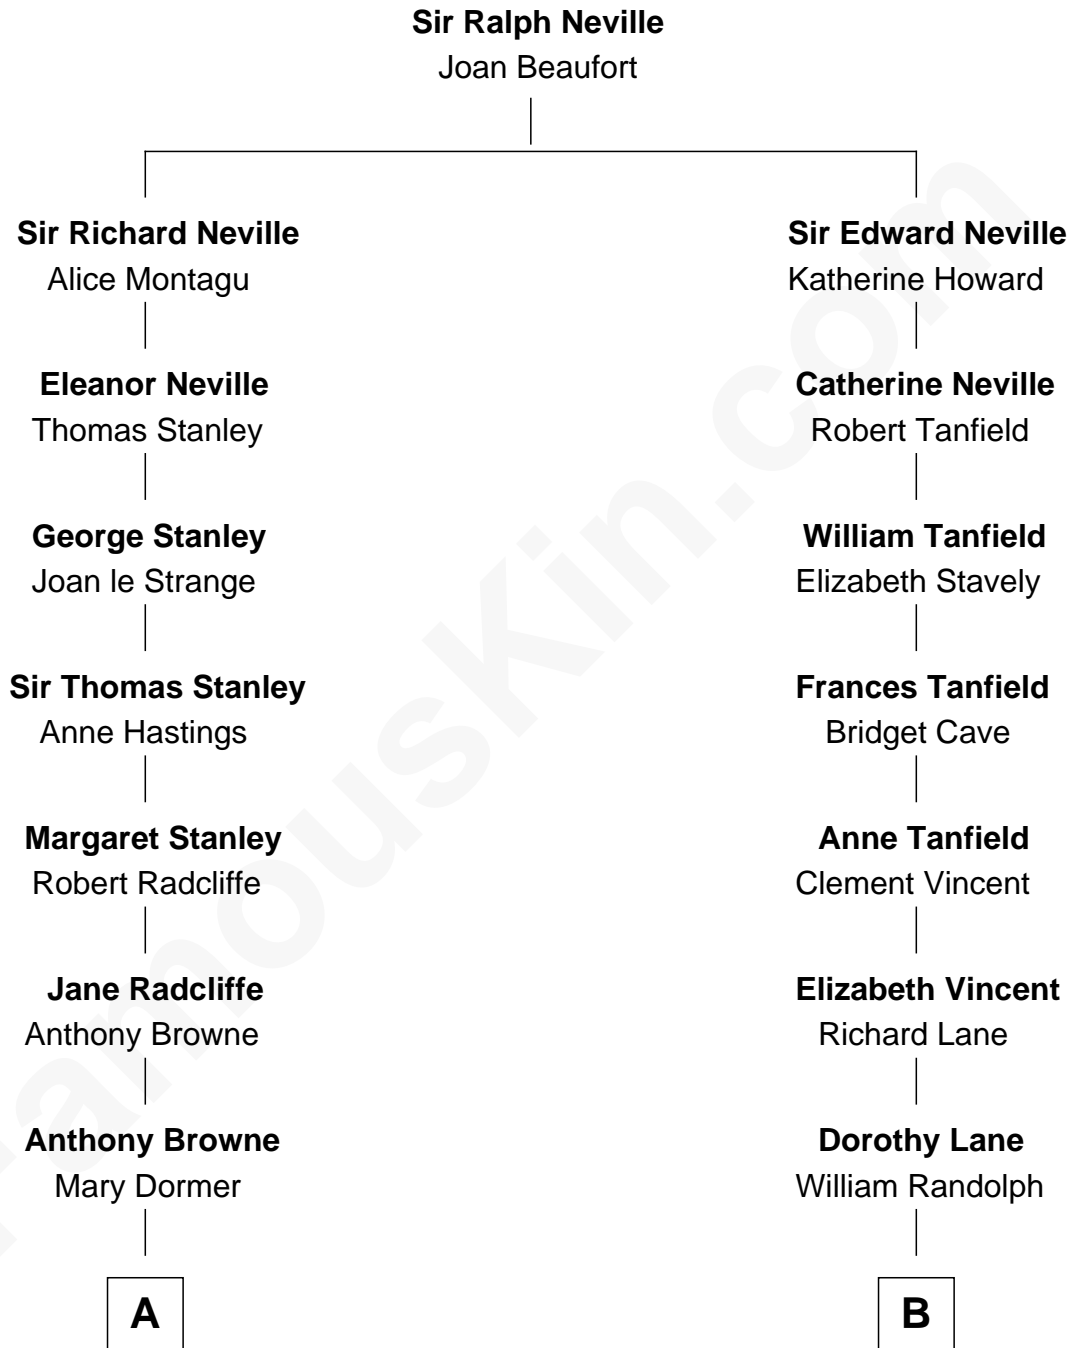 Sir Ralph Neville
Joan Beaufort
Sir Richard Neville
Alice Montagu
Eleanor Neville
Thomas Stanley
George Stanley
Joan le Strange
Sir Thomas Stanley
Anne Hastings
Margaret Stanley
Robert Radcliffe
Jane Radcliffe
Anthony Browne
Anthony Browne
Mary Dormer
A
Sir Edward Neville
Katherine Howard
Catherine Neville
Robert Tanfield
William Tanfield
Elizabeth Stavely
Frances Tanfield
Bridget Cave
Anne Tanfield
Clement Vincent
Elizabeth Vincent
Richard Lane
Dorothy Lane
William Randolph
B
FamousKin.com